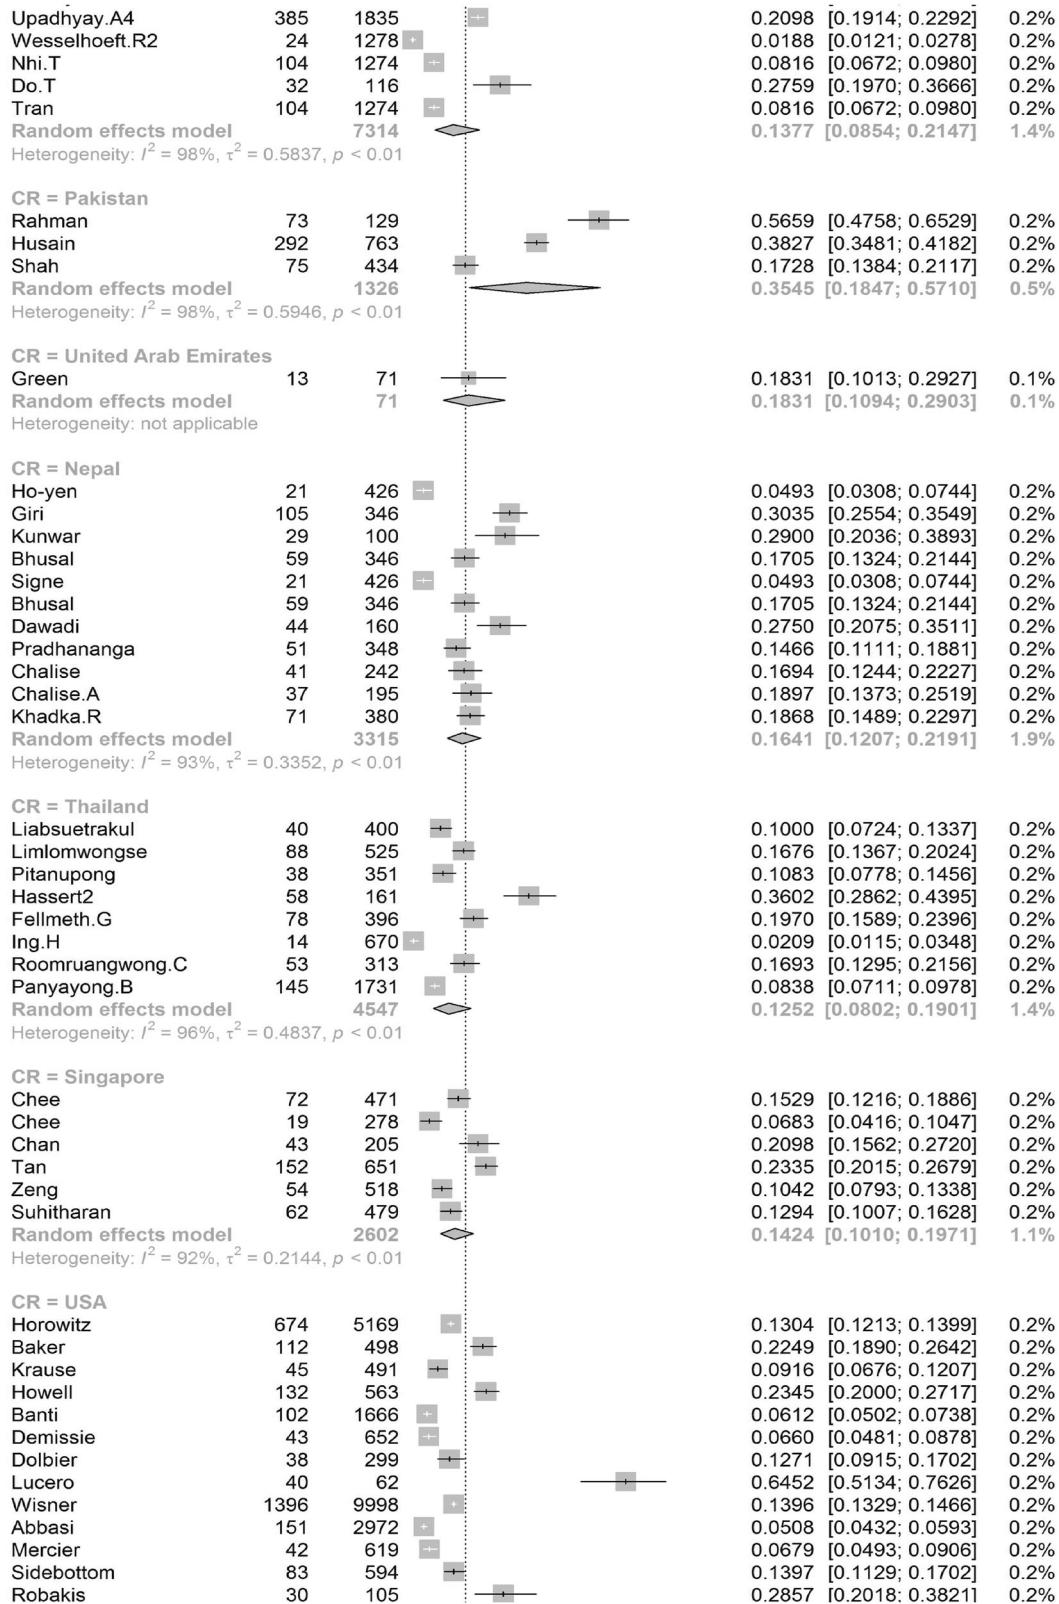 Upadhyay.A4 385 1835 0.2098 [0.1914; 0.2292] 0.2%
Wesselhoeft.R2 24 1278 0.0188 [0.0121; 0.0278] 0.2%
Nhi.T 104 1274 0.0816 [0.0672; 0.0980] 0.2%
Do.T 32 116 0.2759 [0.1970; 0.3666] 0.2%
Tran 104 1274 0.0816 [0.0672; 0.0980] 0.2%
Random effects model 7314 0.1377 [0.0854; 0.2147] 1.4%
Heterogeneity: I² = 98%, τ² = 0.5837, p < 0.01
CR = Pakistan
Rahman 73 129 0.5659 [0.4758; 0.6529] 0.2%
Husain 292 763 0.3827 [0.3481; 0.4182] 0.2%
Shah 75 434 0.1728 [0.1384; 0.2117] 0.2%
Random effects model 1326 0.3545 [0.1847; 0.5710] 0.5%
Heterogeneity: I² = 98%, τ² = 0.5946, p < 0.01
CR = United Arab Emirates
Green 13 71 0.1831 [0.1013; 0.2927] 0.1%
Random effects model 71 0.1831 [0.1094; 0.2903] 0.1%
Heterogeneity: not applicable
CR = Nepal
Ho-yen 21 426 0.0493 [0.0308; 0.0744] 0.2%
Giri 105 346 0.3035 [0.2554; 0.3549] 0.2%
Kunwar 29 100 0.2900 [0.2036; 0.3893] 0.2%
Bhusal 59 346 0.1705 [0.1324; 0.2144] 0.2%
Signe 21 426 0.0493 [0.0308; 0.0744] 0.2%
Bhusal 59 346 0.1705 [0.1324; 0.2144] 0.2%
Dawadi 44 160 0.2750 [0.2075; 0.3511] 0.2%
Pradhananga 51 348 0.1466 [0.1111; 0.1881] 0.2%
Chalise 41 242 0.1694 [0.1244; 0.2227] 0.2%
Chalise.A 37 195 0.1897 [0.1373; 0.2519] 0.2%
Khadka.R 71 380 0.1868 [0.1489; 0.2297] 0.2%
Random effects model 3315 0.1641 [0.1207; 0.2191] 1.9%
Heterogeneity: I² = 93%, τ² = 0.3352, p < 0.01
CR = Thailand
Liabsuetrakul 40 400 0.1000 [0.0724; 0.1337] 0.2%
Limlomwongse 88 525 0.1676 [0.1367; 0.2024] 0.2%
Pitanupong 38 351 0.1083 [0.0778; 0.1456] 0.2%
Hassert2 58 161 0.3602 [0.2862; 0.4395] 0.2%
Fellmeth.G 78 396 0.1970 [0.1589; 0.2396] 0.2%
Ing.H 14 670 0.0209 [0.0115; 0.0348] 0.2%
Roomruangwong.C 53 313 0.1693 [0.1295; 0.2156] 0.2%
Panyayong.B 145 1731 0.0838 [0.0711; 0.0978] 0.2%
Random effects model 4547 0.1252 [0.0802; 0.1901] 1.4%
Heterogeneity: I² = 96%, τ² = 0.4837, p < 0.01
CR = Singapore
Chee 72 471 0.1529 [0.1216; 0.1886] 0.2%
Chee 19 278 0.0683 [0.0416; 0.1047] 0.2%
Chan 43 205 0.2098 [0.1562; 0.2720] 0.2%
Tan 152 651 0.2335 [0.2015; 0.2679] 0.2%
Zeng 54 518 0.1042 [0.0793; 0.1338] 0.2%
Suhitharan 62 479 0.1294 [0.1007; 0.1628] 0.2%
Random effects model 2602 0.1424 [0.1010; 0.1971] 1.1%
Heterogeneity: I² = 92%, τ² = 0.2144, p < 0.01
CR = USA
Horowitz 674 5169 0.1304 [0.1213; 0.1399] 0.2%
Baker 112 498 0.2249 [0.1890; 0.2642] 0.2%
Krause 45 491 0.0916 [0.0676; 0.1207] 0.2%
Howell 132 563 0.2345 [0.2000; 0.2717] 0.2%
Banti 102 1666 0.0612 [0.0502; 0.0738] 0.2%
Demissie 43 652 0.0660 [0.0481; 0.0878] 0.2%
Dolbier 38 299 0.1271 [0.0915; 0.1702] 0.2%
Lucero 40 62 0.6452 [0.5134; 0.7626] 0.2%
Wisner 1396 9998 0.1396 [0.1329; 0.1466] 0.2%
Abbasi 151 2972 0.0508 [0.0432; 0.0593] 0.2%
Mercier 42 619 0.0679 [0.0493; 0.0906] 0.2%
Sidebottom 83 594 0.1397 [0.1129; 0.1702] 0.2%
Robakis 30 105 0.2857 [0.2018; 0.3821] 0.2%